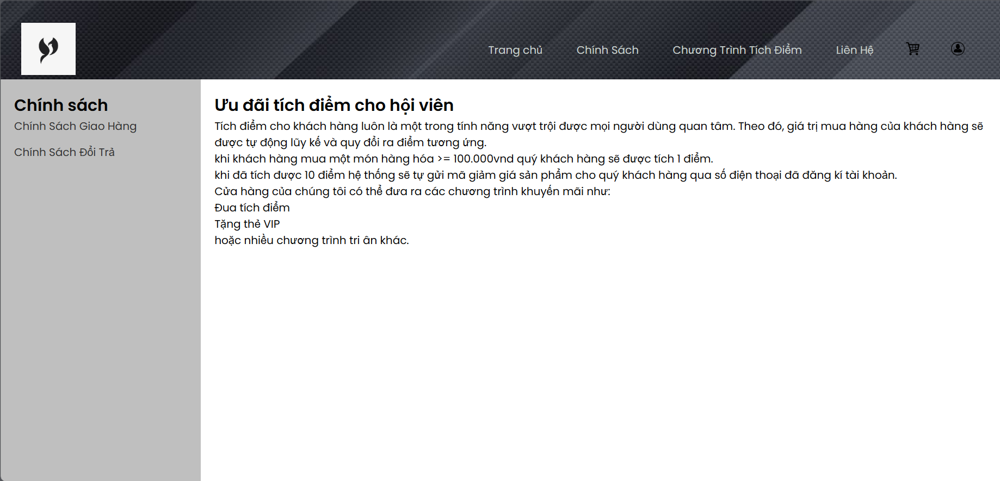 Trang chủ Chính Sách Chương Trình Tích Điểm Liên Hệ
Chính sách
Chính Sách Giao Hàng
Chính Sách Đổi Trả
Ưu đãi tích điểm cho hội viên
Tích điểm cho khách hàng luôn là một trong tính năng vượt trội được mọi người dùng quan tâm. Theo đó, giá trị mua hàng của khách hàng sẽ
được tự động lũy kế và quy đổi ra điểm tương ứng.
khi khách hàng mua một món hàng hóa >= 100.000vnd quý khách hàng sẽ được tích 1 điểm.
khi đã tích được 10 điểm hệ thống sẽ tự gửi mã giảm giá sản phẩm cho quý khách hàng qua số điện thoại đã đăng kí tài khoản.
Cửa hàng của chúng tôi có thể đưa ra các chương trình khuyến mãi như:
Đua tích điểm
Tặng thẻ VIP
hoặc nhiều chương trình tri ân khác.